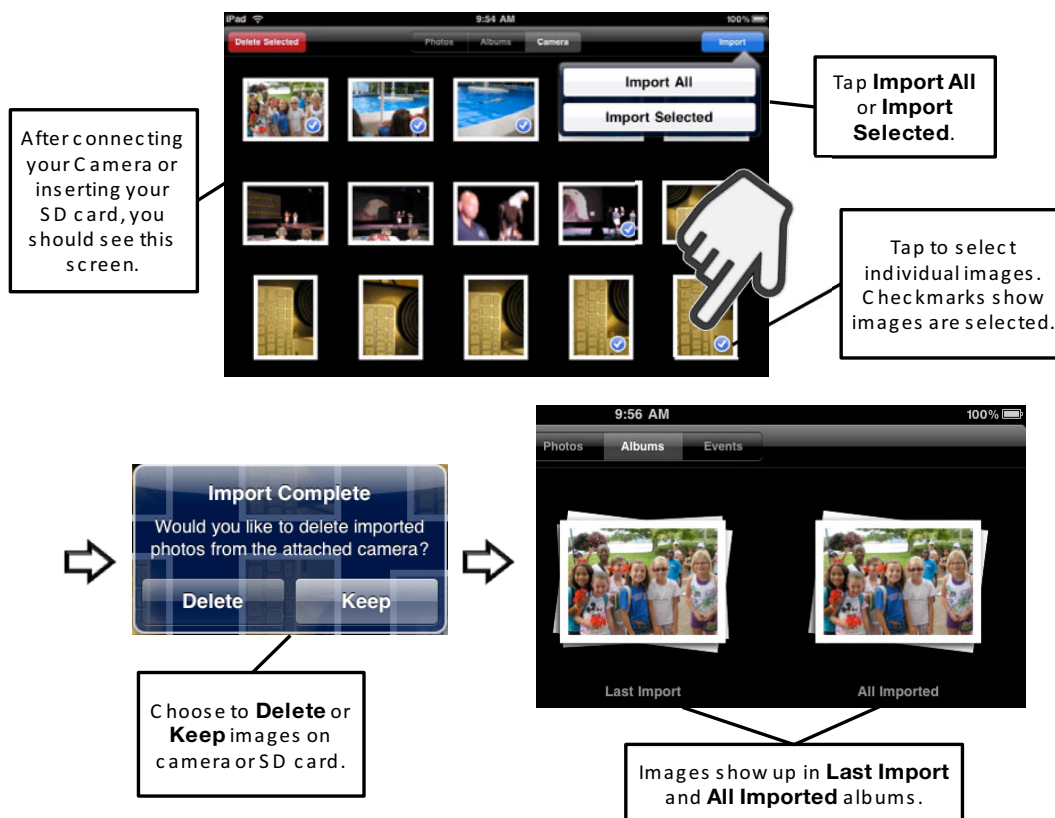 iPad 9:54 AM 100%
Delete Selected Photos Albums Camera Import
Import All
Import Selected
Tap Import All
or Import
Selected.
After connecting
your Camera or
inserting your
SD card, you
should see this
screen.
Tap to select
individual images.
Checkmarks show
images are selected.
Import Complete
Would you like to delete imported
photos from the attached camera?
Delete Keep
Choose to Delete or
Keep images on
camera or SD card.
9:56 AM 100%
Photos Albums Events
Last Import All Imported
Images show up in Last Import
and All Imported albums.